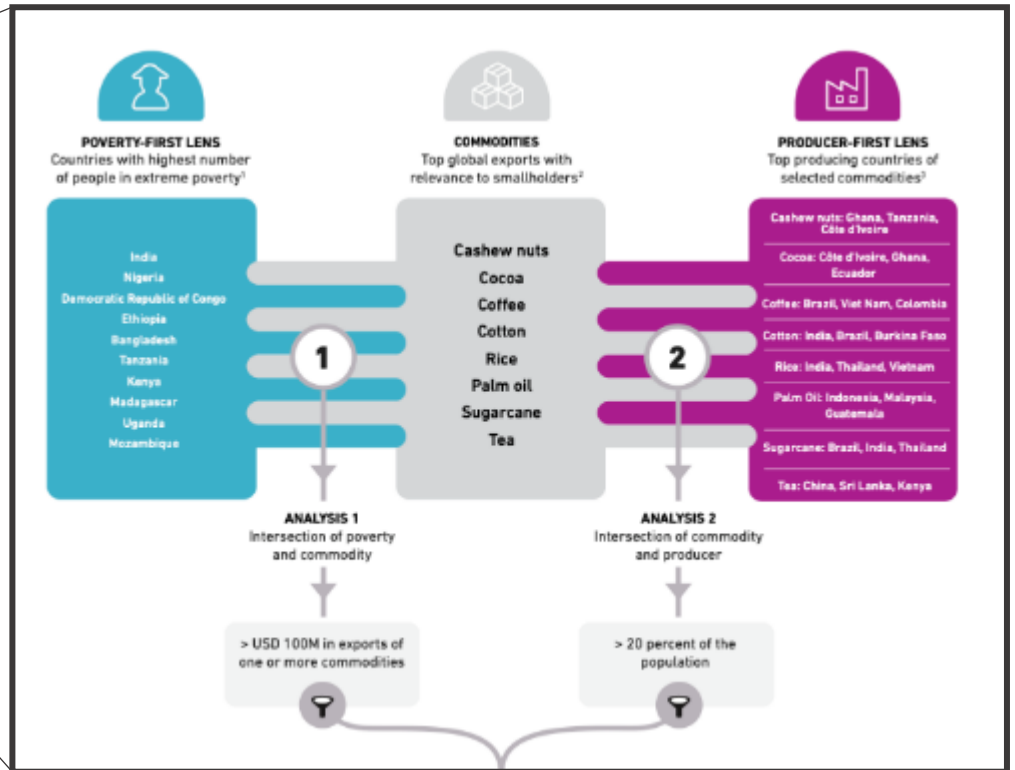 POVERTY-FIRST LENS
Countries with highest number
of people in extreme poverty¹
COMMODITIES
Top global exports with
relevance to smallholders²
PRODUCER-FIRST LENS
Top producing countries of
selected commodities³
India
Nigeria
Democratic Republic of Congo
Ethiopia
Bangladesh
Tanzania
Kenya
Madagascar
Uganda
Mozambique
Cashew nuts
Cocoa
Coffee
Cotton
Rice
Palm oil
Sugarcane
Tea
Cashew nuts: Ghana, Tanzania,
Côte d'Ivoire
Cocoa: Côte d'Ivoire, Ghana,
Ecuador
Coffee: Brazil, Viet Nam, Colombia
Cotton: India, Brazil, Burkina Faso
Rice: India, Thailand, Vietnam
Palm Oil: Indonesia, Malaysia,
Guatemala
Sugarcane: Brazil, India, Thailand
Tea: China, Sri Lanka, Kenya
1
2
ANALYSIS 1
Intersection of poverty
and commodity
ANALYSIS 2
Intersection of commodity
and producer
> USD 100M in exports of
one or more commodities
> 20 percent of the
population